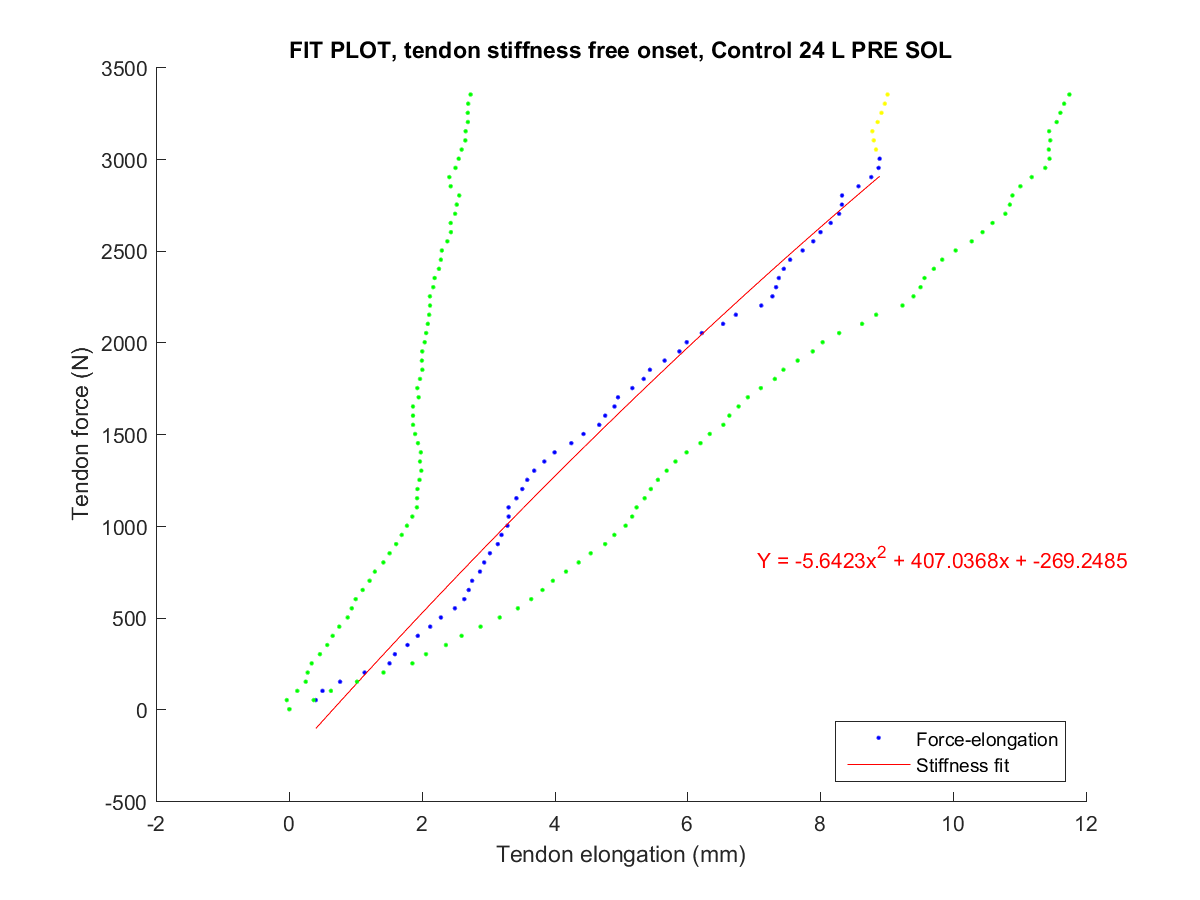 FIT PLOT, tendon stiffness free onset, Control 24 L PRE SOL
3500
3000
2500
2000
1500
1000
500
0
-500
Tendon force (N)
Y = -5.6423x² + 407.0368x + -269.2485
Force-elongation
Stiffness fit
-2 0 2 4 6 8 10 12
Tendon elongation (mm)